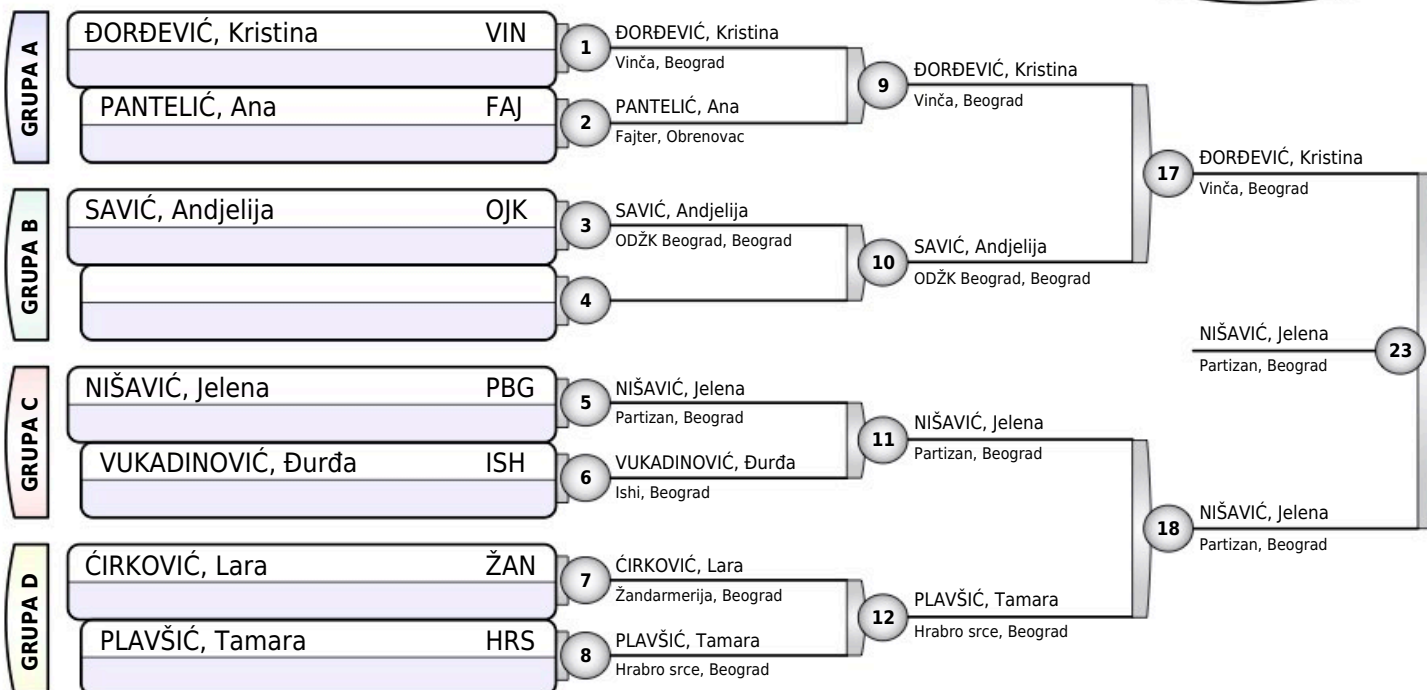 GRUPA A
ĐORĐEVIĆ, Kristina VIN
PANTELIĆ, Ana FAJ
GRUPA B
SAVIĆ, Andjelija OJK
GRUPA C
NIŠAVIĆ, Jelena PBG
VUKADINOVIĆ, Đurđa ISH
GRUPA D
ĆIRKOVIĆ, Lara ŽAN
PLAVŠIĆ, Tamara HRS
1
ĐORĐEVIĆ, Kristina
Vinča, Beograd
2
PANTELIĆ, Ana
Fajter, Obrenovac
3
SAVIĆ, Andjelija
ODŽK Beograd, Beograd
4
5
NIŠAVIĆ, Jelena
Partizan, Beograd
6
VUKADINOVIĆ, Đurđa
Ishi, Beograd
7
ĆIRKOVIĆ, Lara
Žandarmerija, Beograd
8
PLAVŠIĆ, Tamara
Hrabro srce, Beograd
9
ĐORĐEVIĆ, Kristina
Vinča, Beograd
10
SAVIĆ, Andjelija
ODŽK Beograd, Beograd
11
NIŠAVIĆ, Jelena
Partizan, Beograd
12
PLAVŠIĆ, Tamara
Hrabro srce, Beograd
17
ĐORĐEVIĆ, Kristina
Vinča, Beograd
18
NIŠAVIĆ, Jelena
Partizan, Beograd
NIŠAVIĆ, Jelena
Partizan, Beograd
23